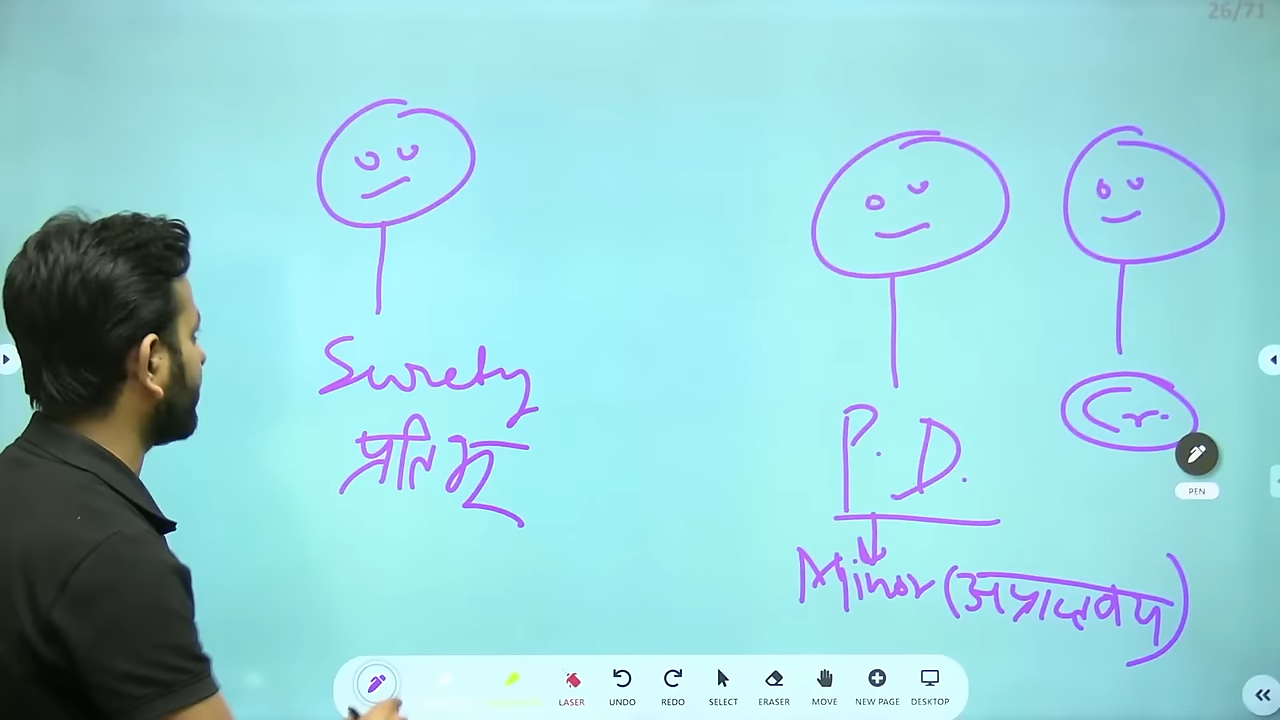 26/71
Surety
प्रतिभू
P. D.
Cr.
Minor (अप्राप्तवय)
PEN
LASER
UNDO
REDO
SELECT
ERASER
MOVE
NEW PAGE
DESKTOP